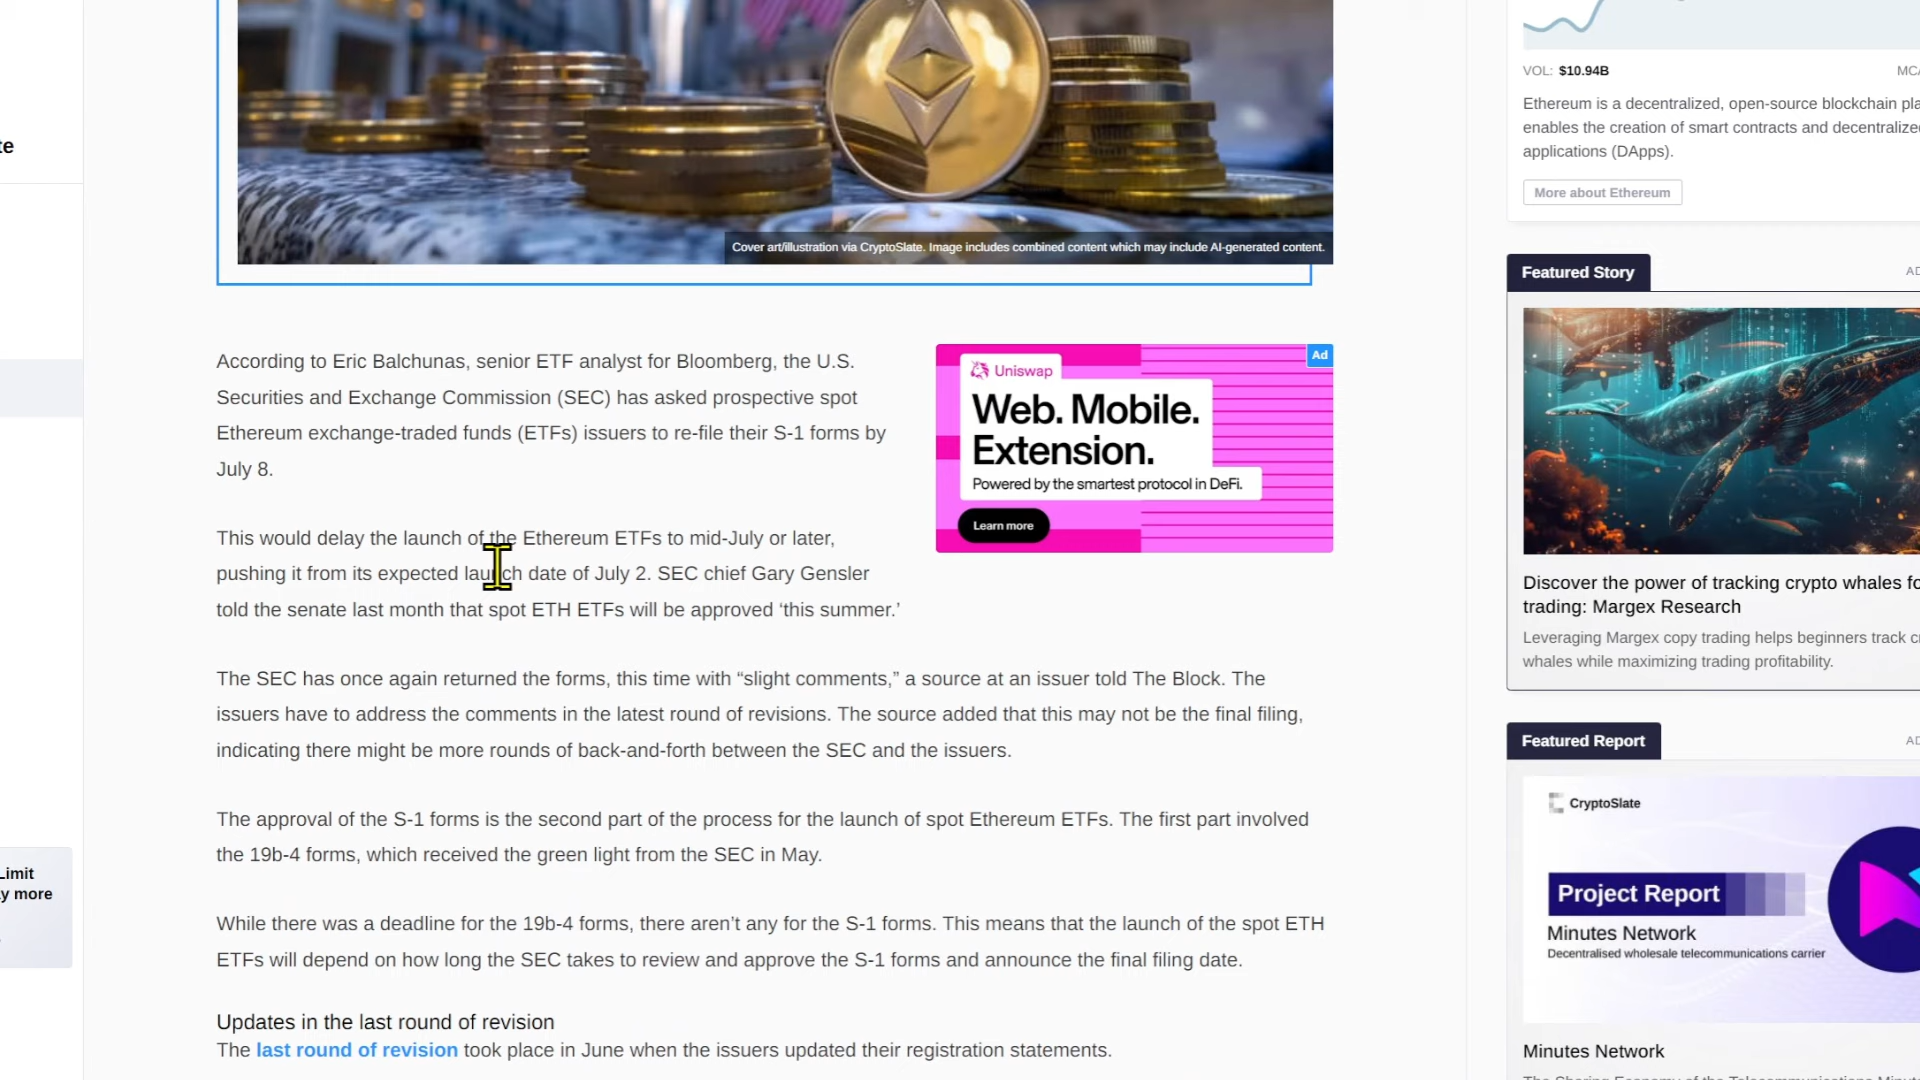 Cover art/illustration via CryptoSlate. Image includes combined content which may include AI-generated content.
According to Eric Balchunas, senior ETF analyst for Bloomberg, the U.S.
Securities and Exchange Commission (SEC) has asked prospective spot
Ethereum exchange-traded funds (ETFs) issuers to re-file their S-1 forms by
July 8.
This would delay the launch of the Ethereum ETFs to mid-July or later,
pushing it from its expected launch date of July 2. SEC chief Gary Gensler
told the senate last month that spot ETH ETFs will be approved ‘this summer.’
The SEC has once again returned the forms, this time with “slight comments,” a source at an issuer told The Block. The
issuers have to address the comments in the latest round of revisions. The source added that this may not be the final filing,
indicating there might be more rounds of back-and-forth between the SEC and the issuers.
The approval of the S-1 forms is the second part of the process for the launch of spot Ethereum ETFs. The first part involved
the 19b-4 forms, which received the green light from the SEC in May.
While there was a deadline for the 19b-4 forms, there aren’t any for the S-1 forms. This means that the launch of the spot ETH
ETFs will depend on how long the SEC takes to review and approve the S-1 forms and announce the final filing date.
Updates in the last round of revision
The last round of revision took place in June when the issuers updated their registration statements.
Ad
Uniswap
Web. Mobile.
Extension.
Powered by the smartest protocol in DeFi.
Learn more
Limit
more
VOL: $10.94B
Ethereum is a decentralized, open-source blockchain
enables the creation of smart contracts and
applications (DApps).
More about Ethereum
Featured Story
Discover the power of tracking crypto whales
trading: Margex Research
Leveraging Margex copy trading helps beginners track
whales while maximizing trading profitability.
Featured Report
CryptoSlate
Project Report
Minutes Network
Decentralised wholesale telecommunications carrier
Minutes Network